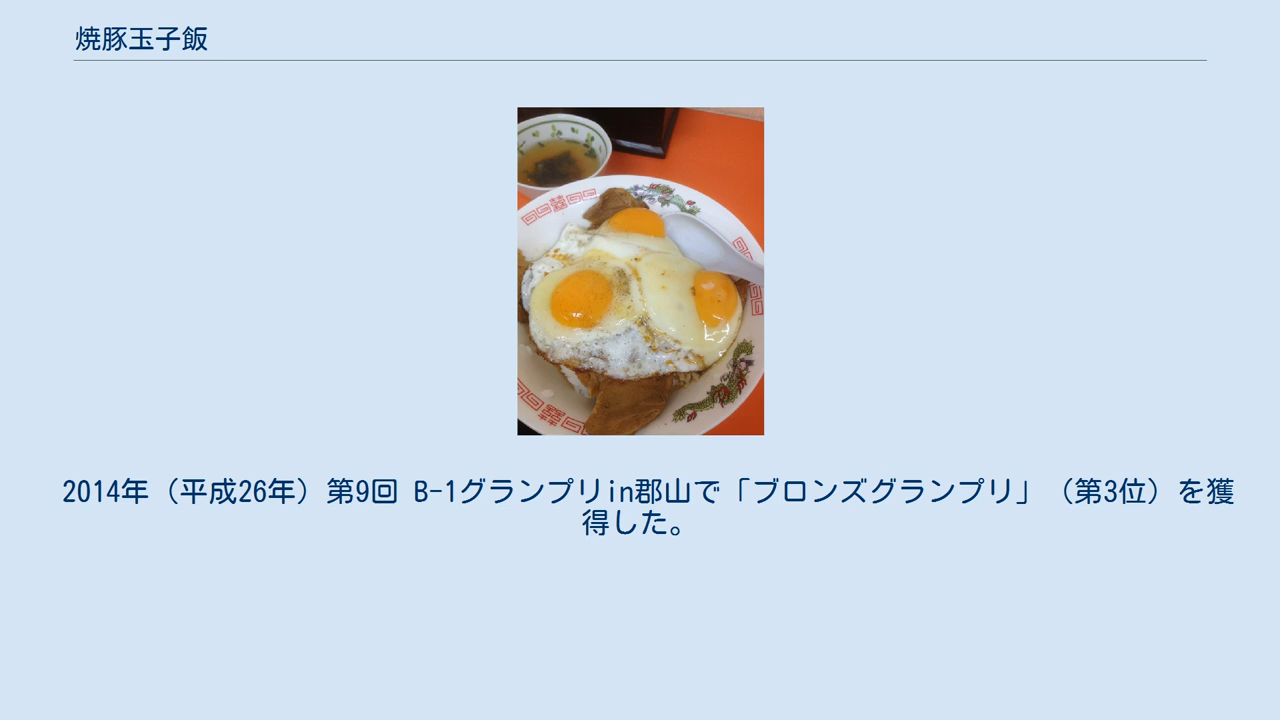 焼豚玉子飯
2014年（平成26年）第9回 B-1グランプリin郡山で「ブロンズグランプリ」（第3位）を獲
得した。